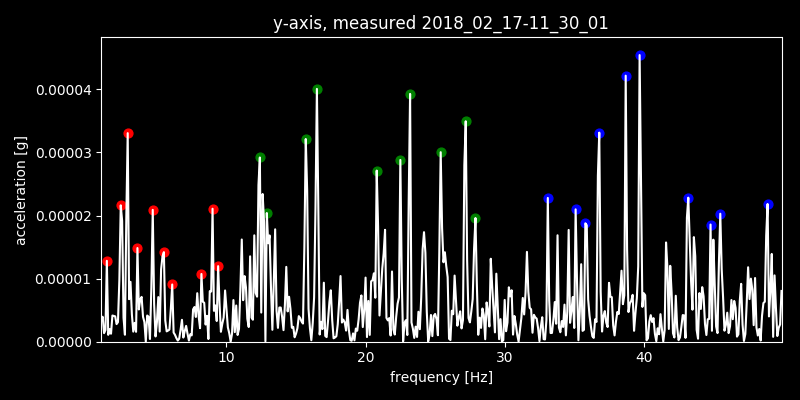 y-axis, measured 2018_02_17-11_30_01
acceleration [g]
0.00004
0.00003
0.00002
0.00001
0.00000
10 20 30 40
frequency [Hz]